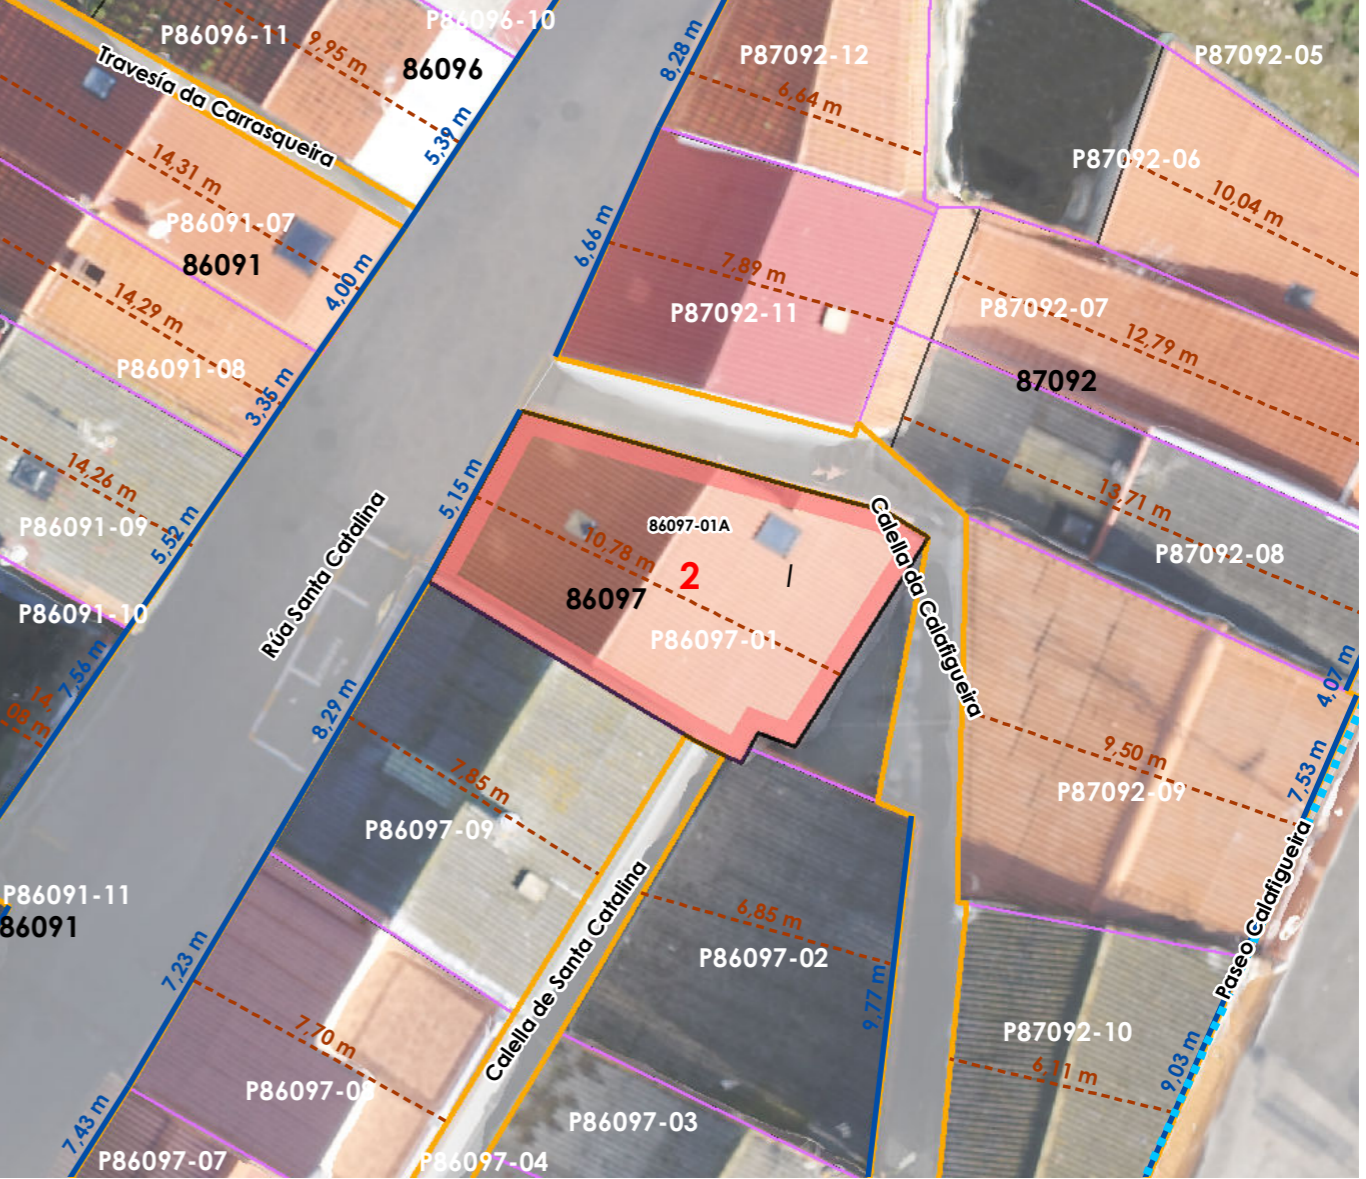 P86096-10
P86096-11
9,95 m
86096
Travesía da Carrasqueira
5,39 m
8,28 m
P87092-12
6,64 m
P87092-05
P87092-06
10,04 m
14,31 m
P86091-07
86091
4,00 m
6,66 m
7,89 m
P87092-11
P87092-07
12,79 m
87092
14,29 m
P86091-08
3,35 m
14,26 m
P86091-09
5,52 m
Rúa Santa Catalina
5,15 m
86097-01A
10,78 m
2
I
86097
P86097-01
Calella da Calafigueira
13,71 m
P87092-08
P86091-10
7,56 m
14,
08 m
8,29 m
7,85 m
P86097-09
4,07 m
9,50 m
7,53 m
P87092-09
Paseo Calafigueira
P86091-11
86091
Calella de Santa Catalina
6,85 m
P86097-02
9,77 m
7,23 m
7,70 m
P86097-08
P87092-10
6,11 m
9,03 m
P86097-03
7,43 m
P86097-07
P86097-04